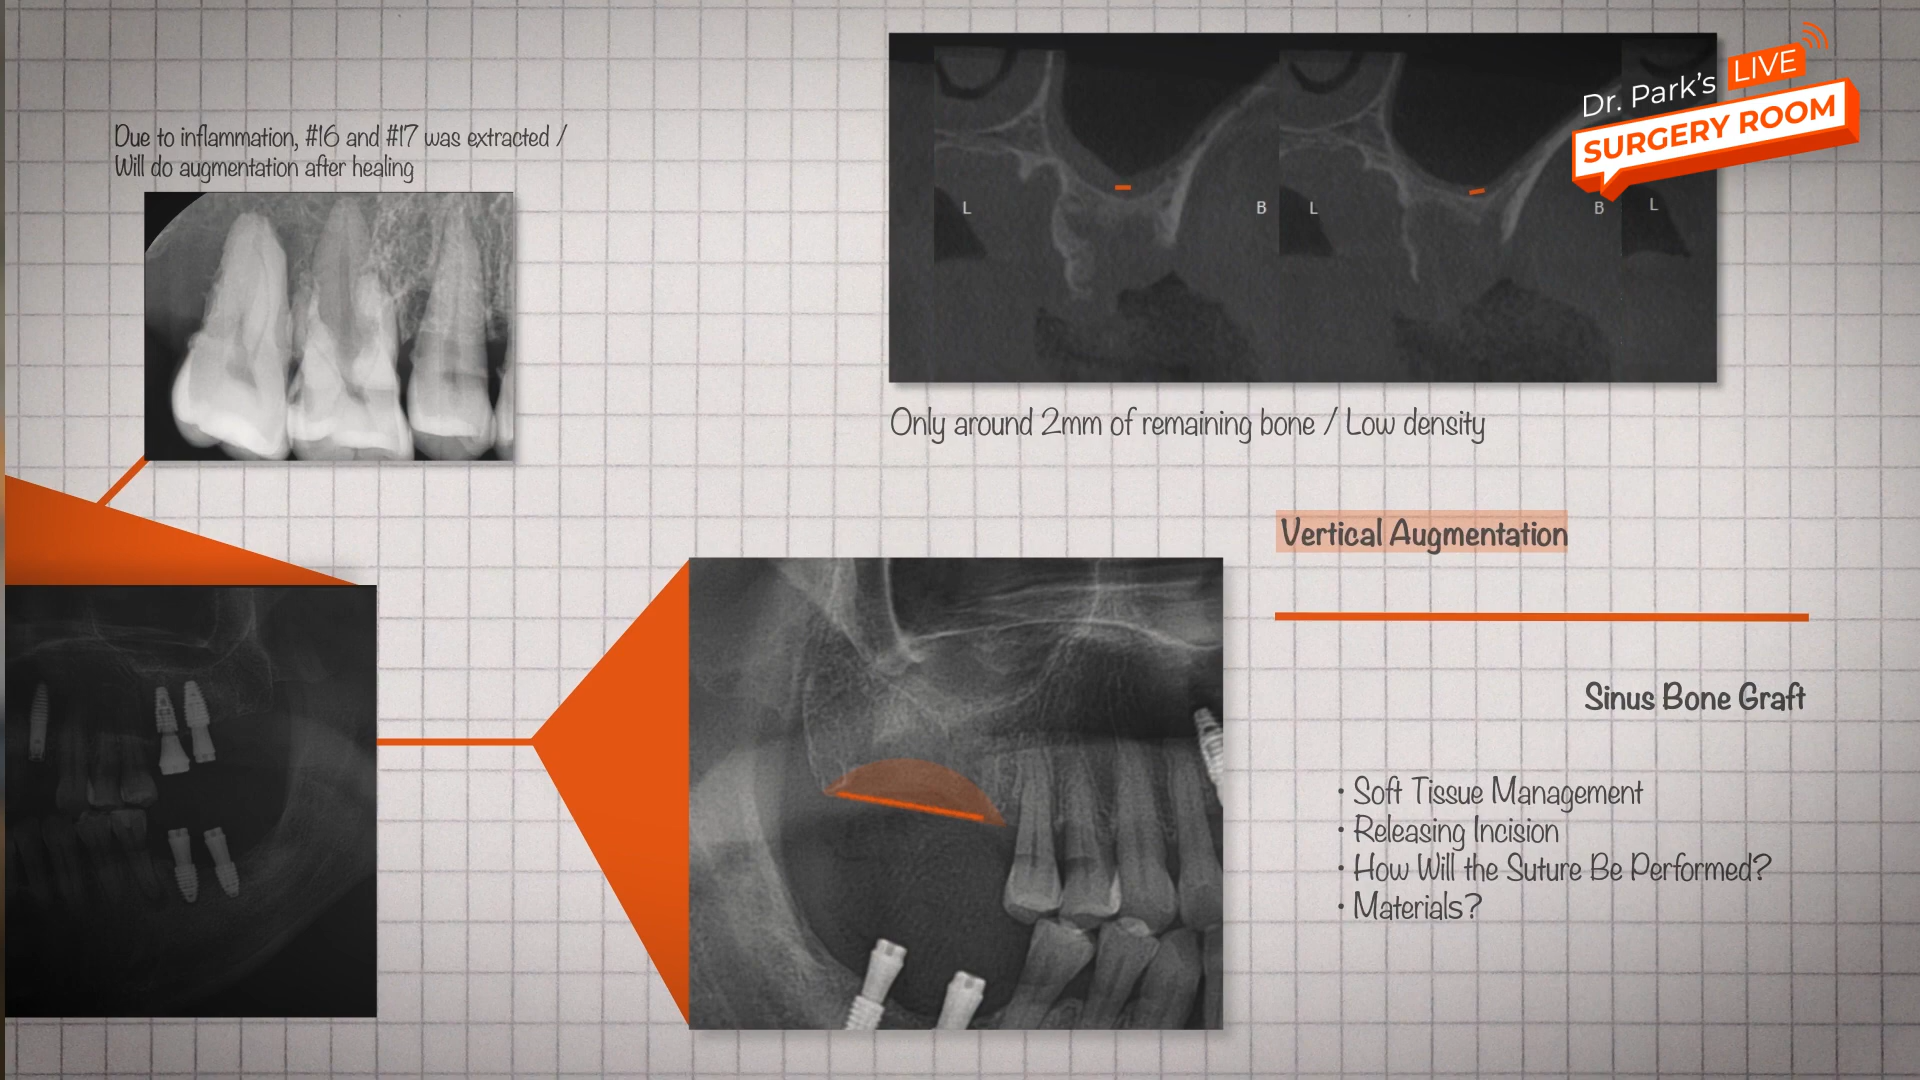 Due to inflammation, #16 and #17 was extracted /
Will do augmentation after healing
L
B
L
B
L
Dr. Park's LIVE
SURGERY ROOM
Only around 2mm of remaining bone / Low density
Vertical Augmentation
Sinus Bone Graft
• Soft Tissue Management
• Releasing Incision
• How Will the Suture Be Performed?
• Materials?